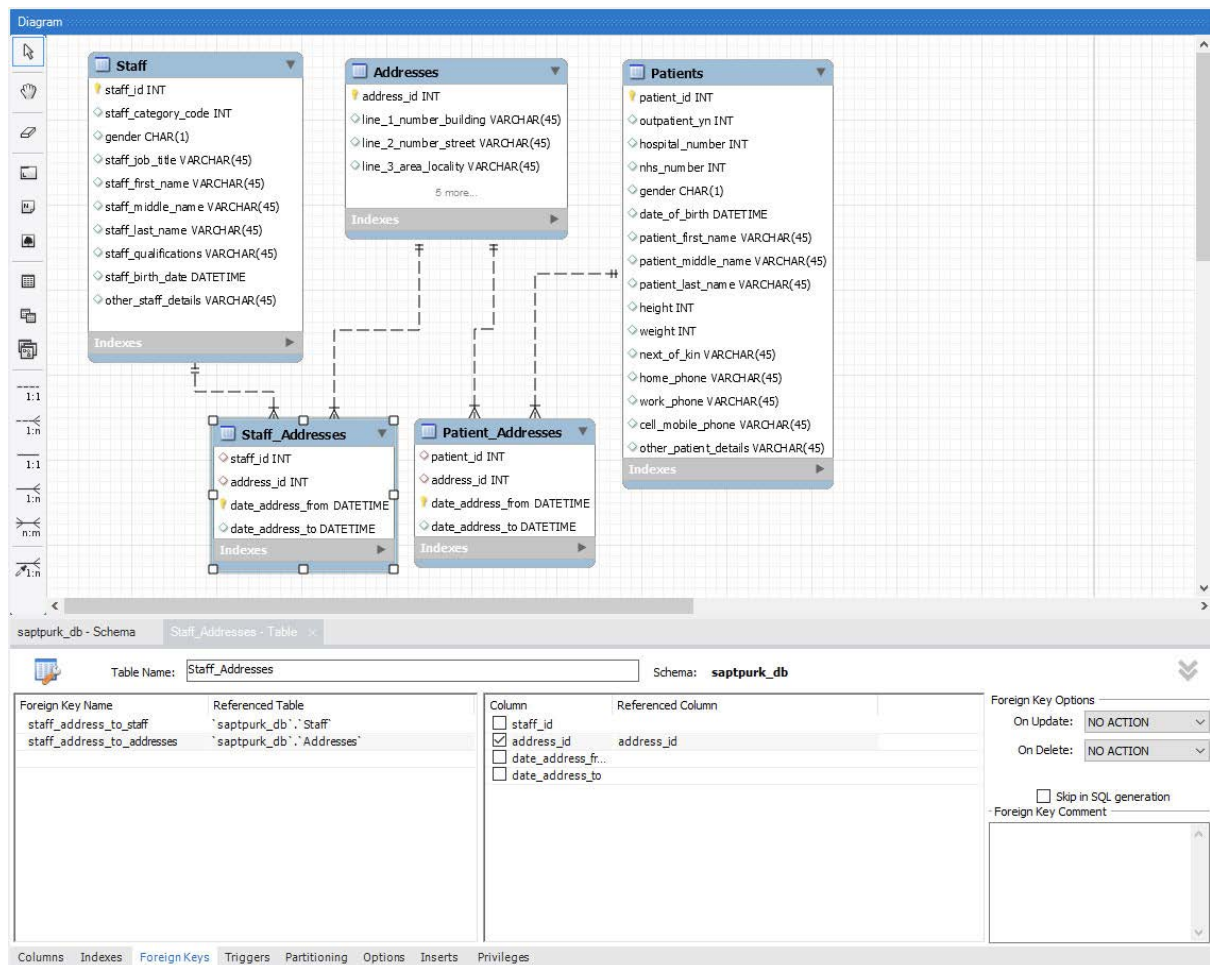 Diagram
Staff
staff_id INT
staff_category_code INT
gender CHAR(1)
staff_job_title VARCHAR(45)
staff_first_name VARCHAR(45)
staff_middle_name VARCHAR(45)
staff_last_name VARCHAR(45)
staff_qualifications VARCHAR(45)
staff_birth_date DATETIME
other_staff_details VARCHAR(45)
Indexes
Addresses
address_id INT
line_1_number_building VARCHAR(45)
line_2_number_street VARCHAR(45)
line_3_area_locality VARCHAR(45)
5 more...
Indexes
Patients
patient_id INT
outpatient_yn INT
hospital_number INT
nhs_number INT
gender CHAR(1)
date_of_birth DATETIME
patient_first_name VARCHAR(45)
patient_middle_name VARCHAR(45)
patient_last_name VARCHAR(45)
height INT
weight INT
next_of_kin VARCHAR(45)
home_phone VARCHAR(45)
work_phone VARCHAR(45)
cell_mobile_phone VARCHAR(45)
other_patient_details VARCHAR(45)
Indexes
Staff_Addresses
staff_id INT
address_id INT
date_address_from DATETIME
date_address_to DATETIME
Indexes
Patient_Addresses
patient_id INT
address_id INT
date_address_from DATETIME
date_address_to DATETIME
Indexes
1:1
1:n
1:1
1:n
n:m
1:n
saptpurk_db - Schema Staff_Addresses - Table
Table Name: Staff_Addresses Schema: saptpurk_db
Foreign Key Name Referenced Table
staff_address_to_staff `saptpurk_db`.`Staff`
staff_address_to_addresses `saptpurk_db`.`Addresses`
Column Referenced Column
staff_id
address_id address_id
date_address_fr...
date_address_to
Foreign Key Options
On Update: NO ACTION
On Delete: NO ACTION
Skip in SQL generation
Foreign Key Comment
Columns Indexes Foreign Keys Triggers Partitioning Options Inserts Privileges